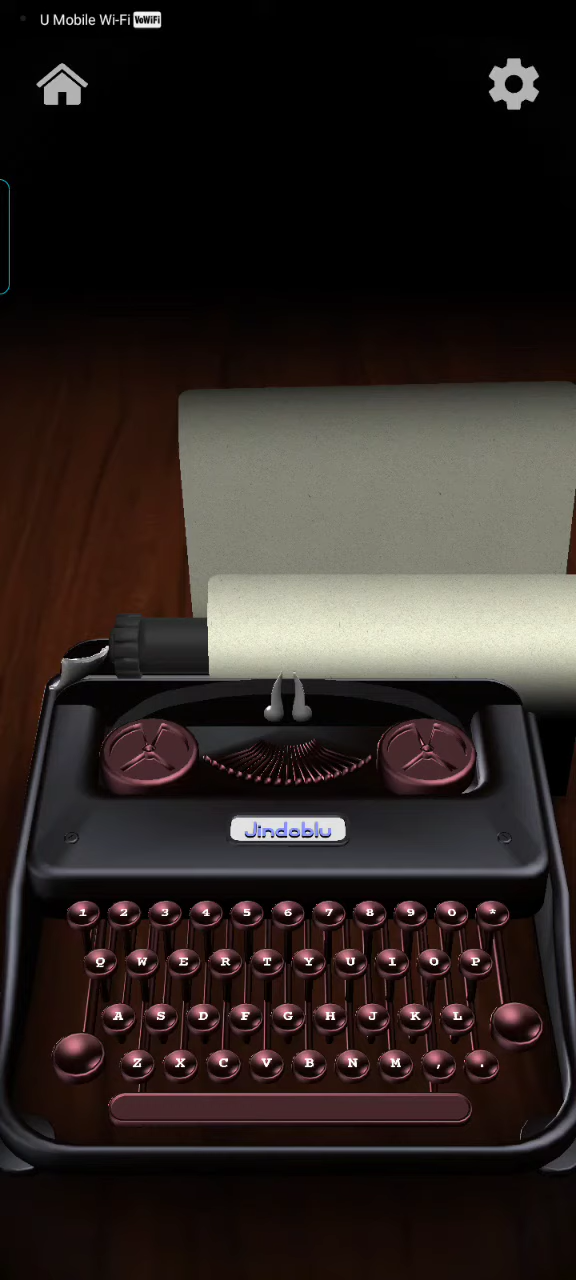 U Mobile Wi-Fi VoWiFi
Jindoblu
1 2 3 4 5 6 7 8 9 0 *
Q W E R T Y U I O P
A S D F G H J K L
Z X C V B N M , .